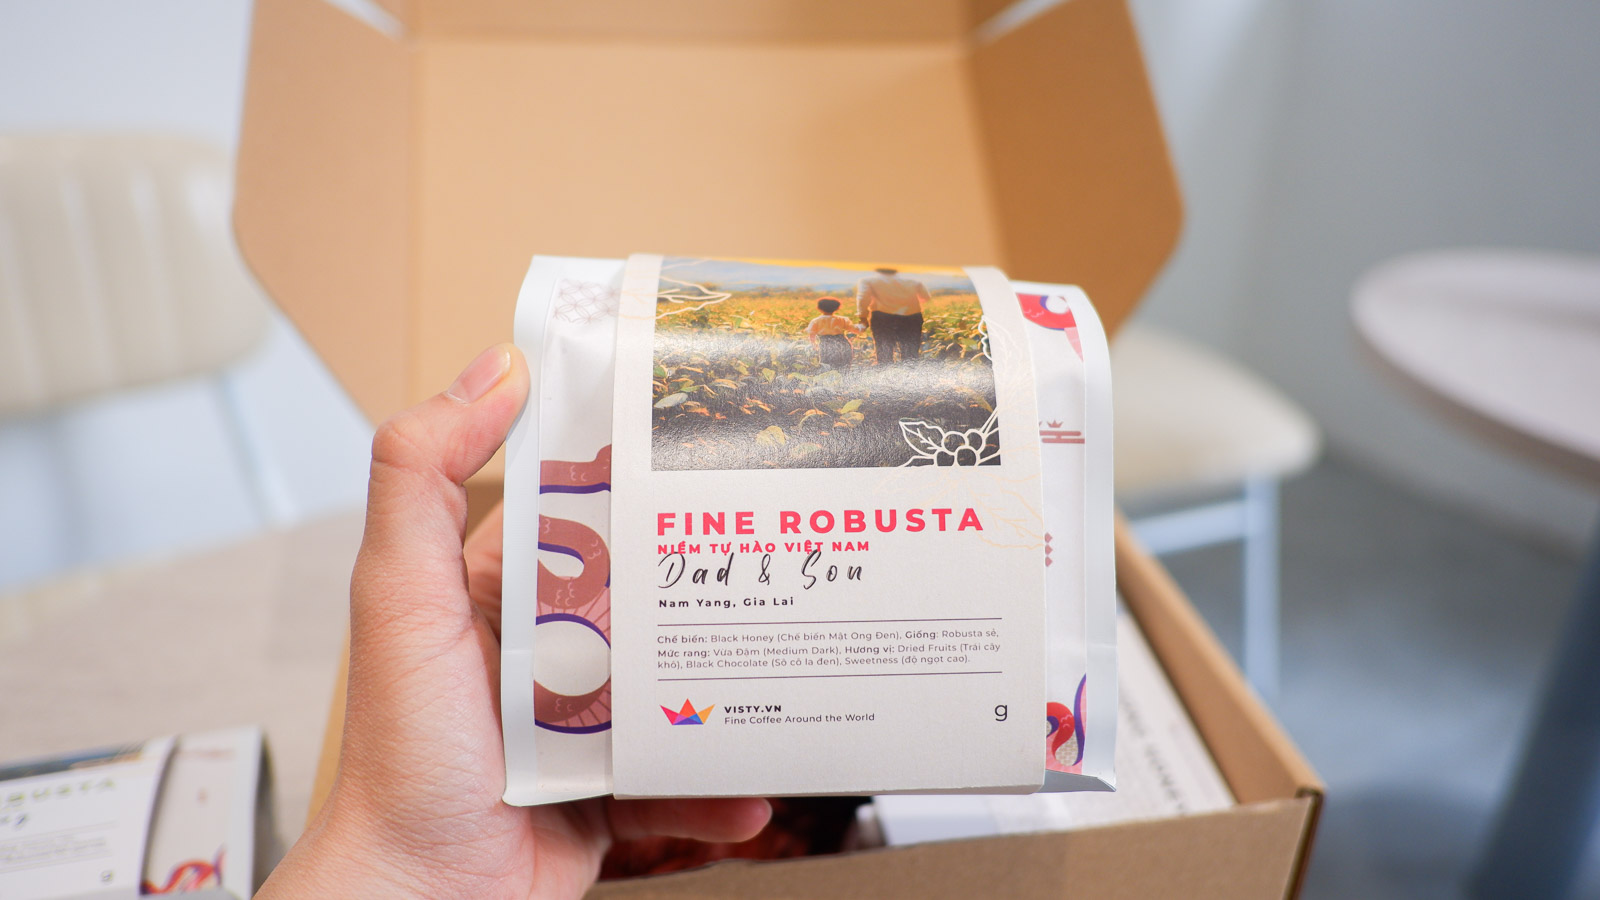 FINE ROBUSTA
NIỀM TỰ HÀO VIỆT NAM
Dad & Son
Nam Yang, Gia Lai
Chế biến: Black Honey (Chế biến Mật Ong Đen), Giống: Robusta sẻ,
Mức rang: Vừa Đậm (Medium Dark), Hương vị: Dried Fruits (Trái cây
khô), Black Chocolate (Sô cô la đen), Sweetness (độ ngọt cao).
VISTY.VN
Fine Coffee Around the World
g
g